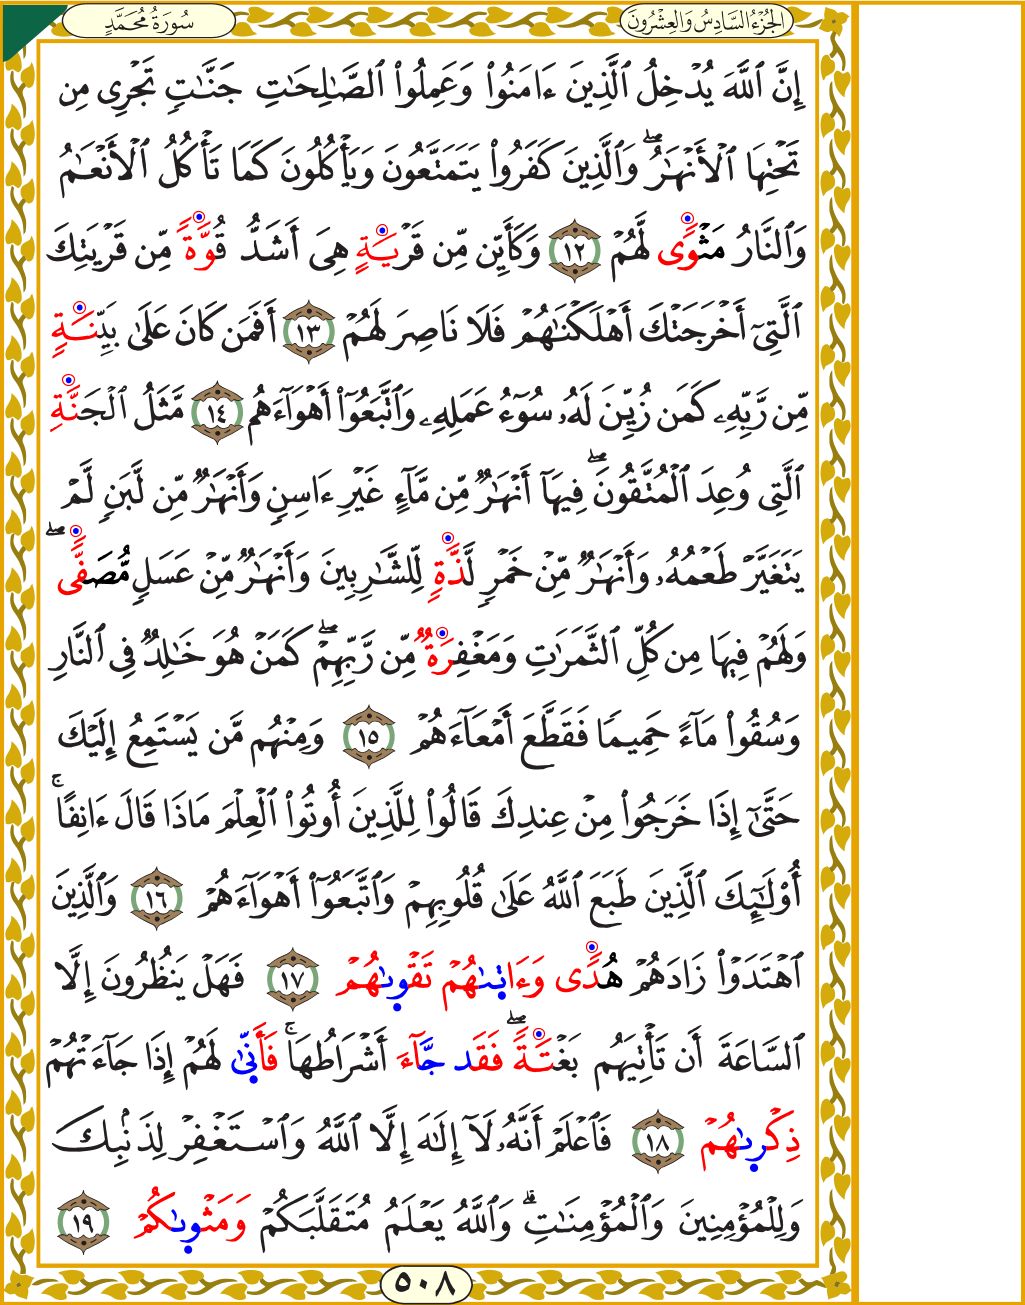 الجُزْءُ السَّادِسُ وَالعِشْرُونَ
سُورَةُ مُحَمَّدٍ
إِنَّ ٱللَّهَ يُدْخِلُ ٱلَّذِينَ ءَامَنُوا۟ وَعَمِلُوا۟ ٱلصَّٰلِحَٰتِ جَنَّٰتٍ تَجْرِى مِن
تَحْتِهَا ٱلْأَنْهَٰرُۖ وَٱلَّذِينَ كَفَرُوا۟ يَتَمَتَّعُونَ وَيَأْكُلُونَ كَمَا تَأْكُلُ ٱلْأَنْعَٰمُ
وَٱلنَّارُ مَثْوًى لَّهُمْ ١٢ وَكَأَيِّن مِّن قَرْيَةٍ هِىَ أَشَدُّ قُوَّةً مِّن قَرْيَتِكَ
ٱلَّتِىٓ أَخْرَجَتْكَ أَهْلَكْنَٰهُمْ فَلَا نَاصِرَ لَهُمْ ١٣ أَفَمَن كَانَ عَلَىٰ بَيِّنَةٍ
مِّن رَّبِّهِۦ كَمَن زُيِّنَ لَهُۥ سُوٓءُ عَمَلِهِۦ وَٱتَّبَعُوٓا۟ أَهْوَآءَهُم ١٤ مَّثَلُ ٱلْجَنَّةِ
ٱلَّتِى وُعِدَ ٱلْمُتَّقُونَۖ فِيهَآ أَنْهَٰرٌ مِّن مَّآءٍ غَيْرِ ءَاسِنٍ وَأَنْهَٰرٌ مِّن لَّبَنٍ لَّمْ
يَتَغَيَّرْ طَعْمُهُۥ وَأَنْهَٰرٌ مِّنْ خَمْرٍ لَّذَّةٍ لِّلشَّٰرِبِينَ وَأَنْهَٰرٌ مِّنْ عَسَلٍ مُّصَفًّىۖ
وَلَهُمْ فِيهَا مِن كُلِّ ٱلثَّمَرَٰتِ وَمَغْفِرَةٌ مِّن رَّبِّهِمْۖ كَمَنْ هُوَ خَٰلِدٌ فِى ٱلنَّارِ
وَسُقُوا۟ مَآءً حَمِيمًا فَقَطَّعَ أَمْعَآءَهُمْ ١٥ وَمِنْهُم مَّن يَسْتَمِعُ إِلَيْكَ
حَتَّىٰٓ إِذَا خَرَجُوا۟ مِنْ عِندِكَ قَالُوا۟ لِلَّذِينَ أُوتُوا۟ ٱلْعِلْمَ مَاذَا قَالَ ءَانِفًاۚ
أُو۟لَٰٓئِكَ ٱلَّذِينَ طَبَعَ ٱللَّهُ عَلَىٰ قُلُوبِهِمْ وَٱتَّبَعُوٓا۟ أَهْوَآءَهُمْ ١٦ وَٱلَّذِينَ
ٱهْتَدَوْا۟ زَادَهُمْ هُدًى وَءَاتىٰهُمْ تَقْوىٰهُمْ ١٧ فَهَلْ يَنظُرُونَ إِلَّا
ٱلسَّاعَةَ أَن تَأْتِيَهُم بَغْتَةًۖ فَقَد جَّآءَ أَشْرَاطُهَاۚ فَأَنّىٰ لَهُمْ إِذَا جَآءَتْهُمْ
ذِكْرىٰهُمْ ١٨ فَٱعْلَمْ أَنَّهُۥ لَآ إِلَٰهَ إِلَّا ٱللَّهُ وَٱسْتَغْفِرْ لِذَنۢبِكَ
وَلِلْمُؤْمِنِينَ وَٱلْمُؤْمِنَٰتِۗ وَٱللَّهُ يَعْلَمُ مُتَقَلَّبَكُمْ وَمَثْوىٰكُمْ ١٩
٥٠٨